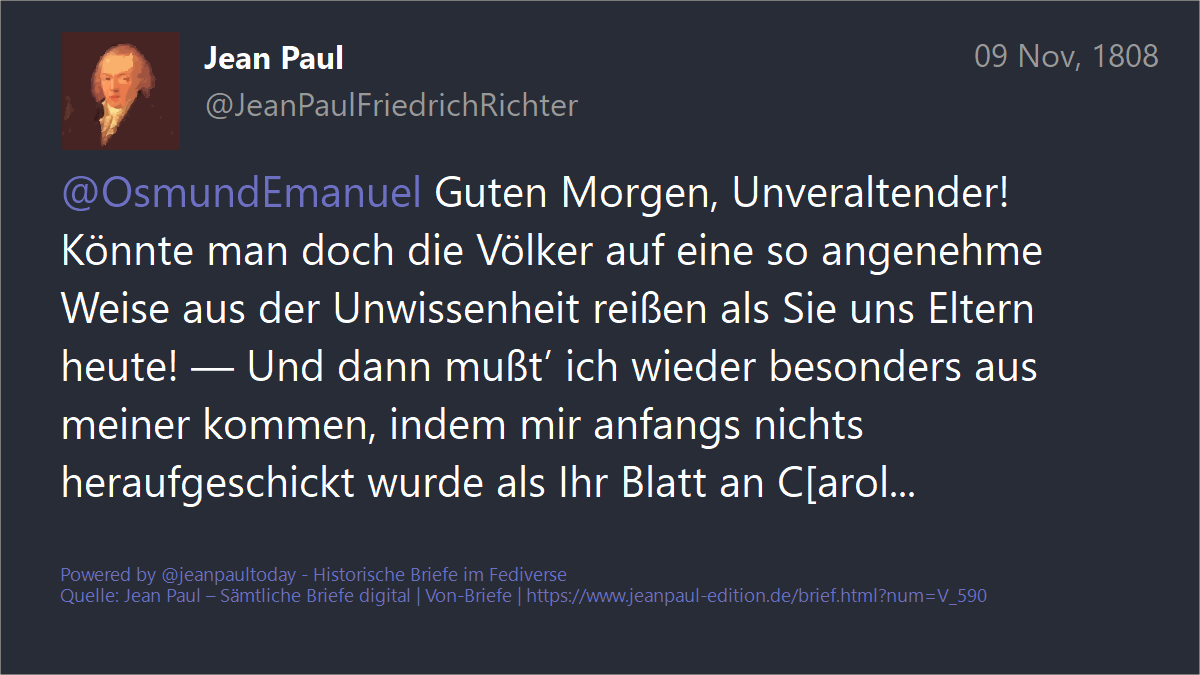 Jean Paul
09 Nov, 1808
@JeanPaulFriedrichRichter
@OsmundEmanuel Guten Morgen, Unveraltender!
Könnte man doch die Völker auf eine so angenehme
Weise aus der Unwissenheit reißen als Sie uns Eltern
heute! — Und dann mußt’ ich wieder besonders aus
meiner kommen, indem mir anfangs nichts
heraufgeschickt wurde als Ihr Blatt an C[arol...
Powered by @jeanpaultoday - Historische Briefe im Fediverse
Quelle: Jean Paul – Sämtliche Briefe digital | Von-Briefe | https://www.jeanpaul-edition.de/brief.html?num=V_590